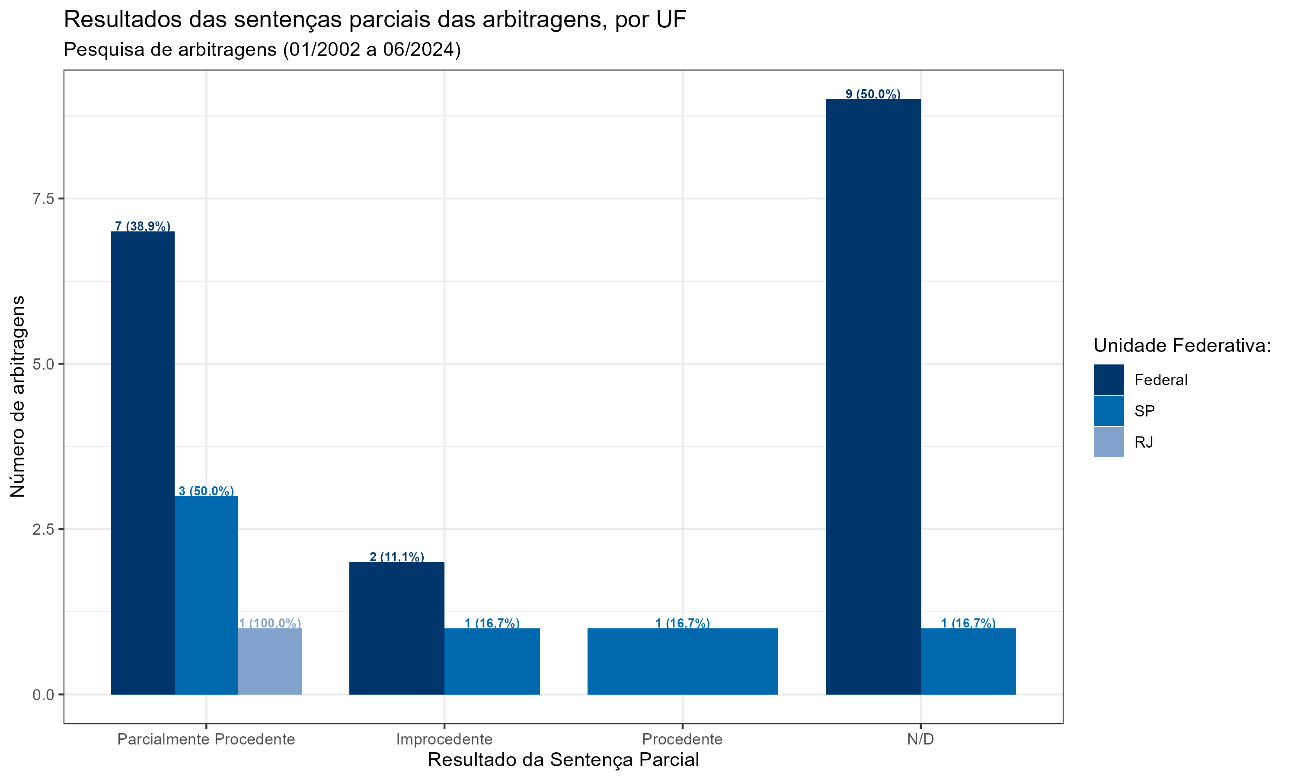 Resultados das sentenças parciais das arbitragens, por UF
Pesquisa de arbitragens (01/2002 a 06/2024)
Número de arbitragens
7.5
5.0
2.5
0.0
7 (38,9%)
3 (50,0%)
1 (100,0%)
2 (11,1%)
1 (16,7%)
1 (16,7%)
9 (50,0%)
1 (16,7%)
Parcialmente Procedente
Improcedente
Procedente
N/D
Resultado da Sentença Parcial
Unidade Federativa:
Federal
SP
RJ